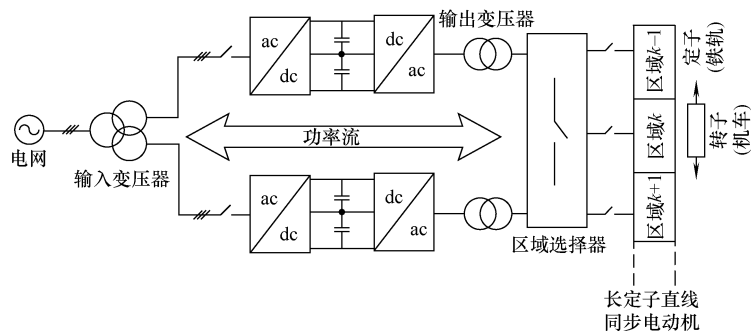 输出变压器
ac
dc
dc
ac
电网
输入变压器
功率流
ac
dc
dc
ac
区域选择器
区域k−1
区域k
区域k+1
定子
(铁轨)
转子
(机车)
长定子直线
同步电动机